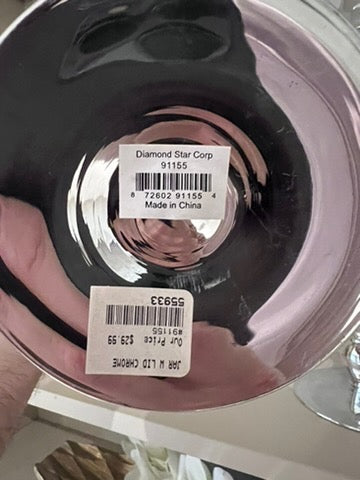 Diamond Star Corp
91155
8 72602 91155 4
Made in China
JAR W LID CHROME
Our Price $29.99
#91155
55933